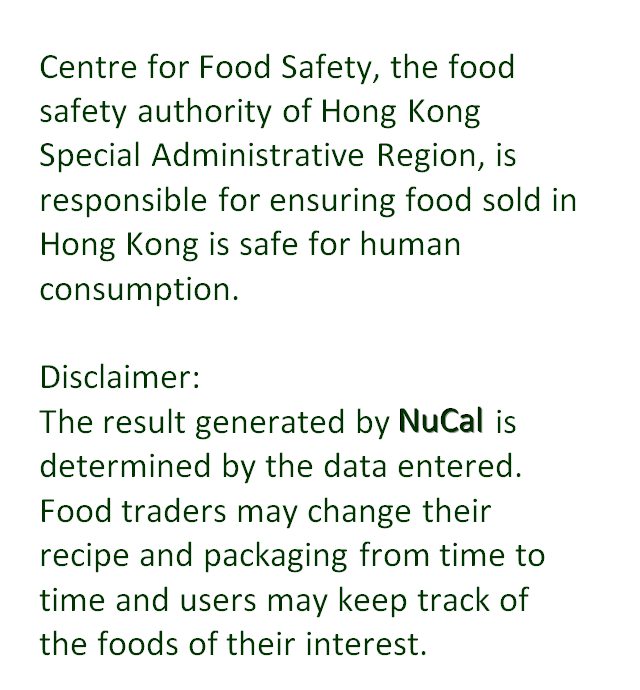 Centre for Food Safety, the food
safety authority of Hong Kong
Special Administrative Region, is
responsible for ensuring food sold in
Hong Kong is safe for human
consumption.
Disclaimer:
The result generated by NuCal is
determined by the data entered.
Food traders may change their
recipe and packaging from time to
time and users may keep track of
the foods of their interest.